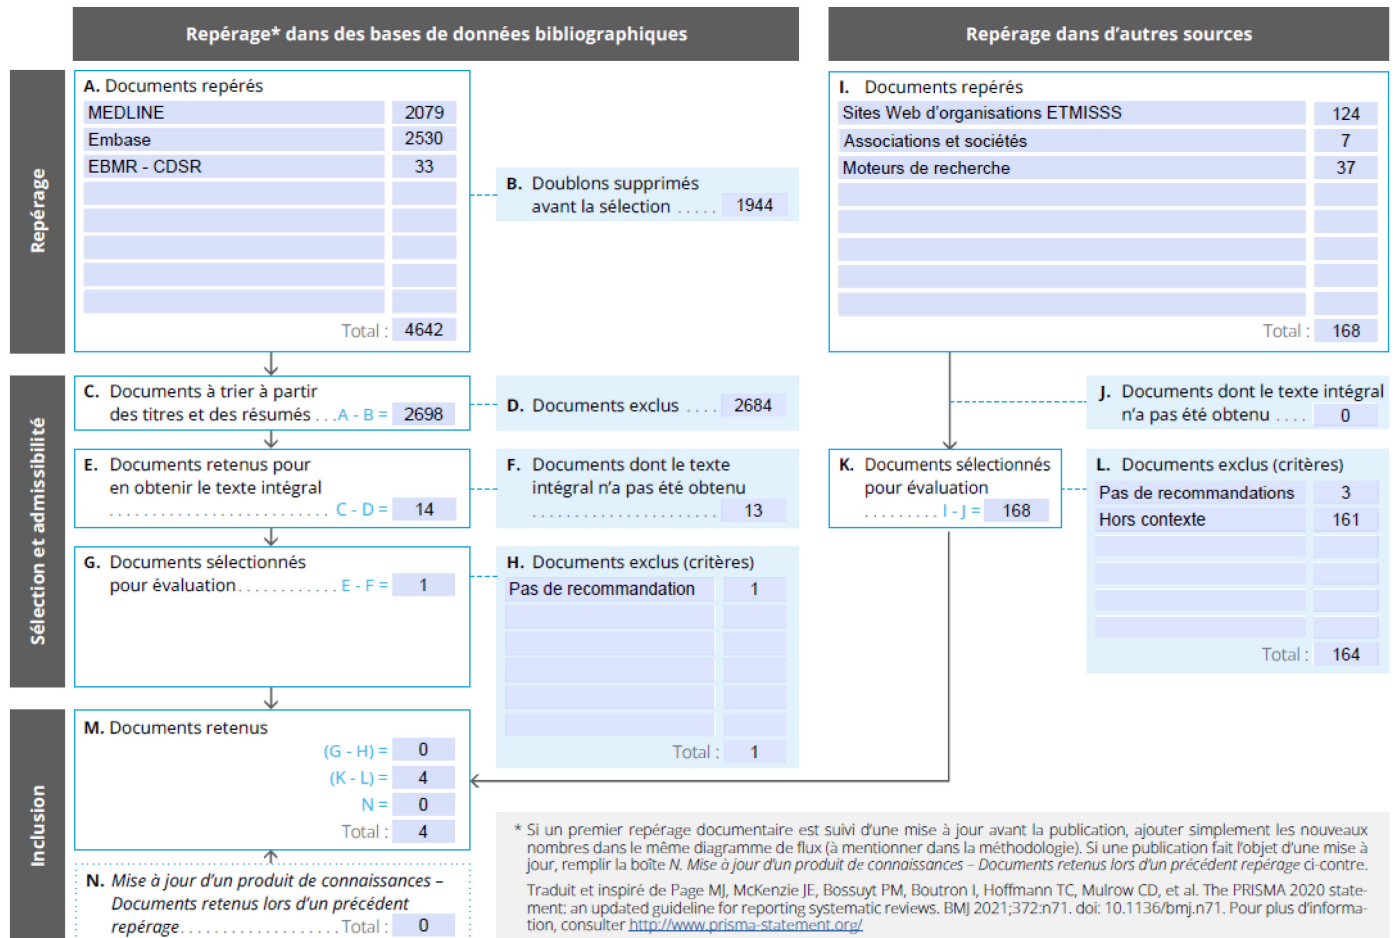 Repérage* dans des bases de données bibliographiques
Repérage dans d'autres sources
Repérage
A. Documents repérés
MEDLINE 2079
Embase 2530
EBMR - CDSR 33
Total : 4642
B. Doublons supprimés
avant la sélection ..... 1944
I. Documents repérés
Sites Web d'organisations ETMISSS 124
Associations et sociétés 7
Moteurs de recherche 37
Total : 168
Sélection et admissibilité
C. Documents à trier à partir
des titres et des résumés ...A - B = 2698
D. Documents exclus .... 2684
J. Documents dont le texte intégral
n'a pas été obtenu .... 0
E. Documents retenus pour
en obtenir le texte intégral
.......................... C - D = 14
F. Documents dont le texte
intégral n'a pas été obtenu
...................... 13
K. Documents sélectionnés
pour évaluation
......... I - J = 168
L. Documents exclus (critères)
Pas de recommandations 3
Hors contexte 161
Total : 164
G. Documents sélectionnés
pour évaluation............ E - F = 1
H. Documents exclus (critères)
Pas de recommandation 1
Total : 1
Inclusion
M. Documents retenus
(G - H) = 0
(K - L) = 4
N = 0
Total : 4
N. Mise à jour d'un produit de connaissances –
Documents retenus lors d'un précédent
repérage...................Total : 0
* Si un premier repérage documentaire est suivi d'une mise à jour avant la publication, ajouter simplement les nouveaux
nombres dans le même diagramme de flux (à mentionner dans la méthodologie). Si une publication fait l'objet d'une mise à
jour, remplir la boîte N. Mise à jour d'un produit de connaissances – Documents retenus lors d'un précédent repérage ci-contre.
Traduit et inspiré de Page MJ, McKenzie JE, Bossuyt PM, Boutron I, Hoffmann TC, Mulrow CD, et al. The PRISMA 2020 state-
ment: an updated guideline for reporting systematic reviews. BMJ 2021;372:n71. doi: 10.1136/bmj.n71. Pour plus d'informa-
tion, consulter http://www.prisma-statement.org/